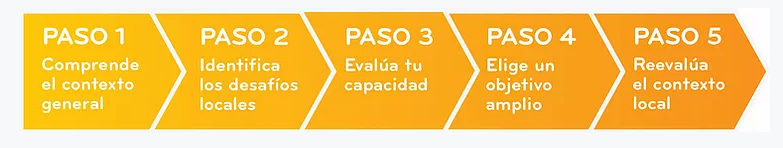 PASO 1
Comprende
el contexto
general
PASO 2
Identifica
los desafíos
locales
PASO 3
Evalúa tu
capacidad
PASO 4
Elige un
objetivo
amplio
PASO 5
Reevalúa
el contexto
local